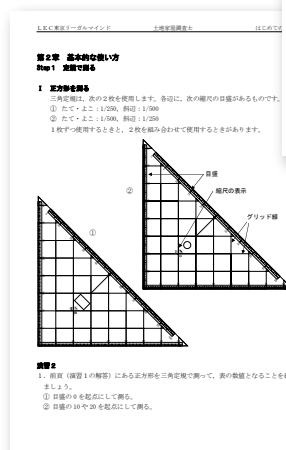 LEC東京リーガルマインド　土地家屋調査士　はじめての
第2章　基本的な使い方
Step1　定規で測る
Ⅰ　正方形を測る
三角定規は、次の2枚を使用します。各辺に、次の縮尺の目盛があるものです。
① たて・よこ：1/250、斜辺：1/500
② たて・よこ：1/500、斜辺：1/250
1枚ずつ使用するときと、2枚を組み合わせて使用するときがあります。
目盛
②
縮尺の表示
グリッド線
①
演習2
1．前頁（演習1の解答）にある正方形を三角定規で測って、表の数値となることを
ましょう。
① 目盛の0を起点にして測る。
② 目盛の10や20を起点にして測る。